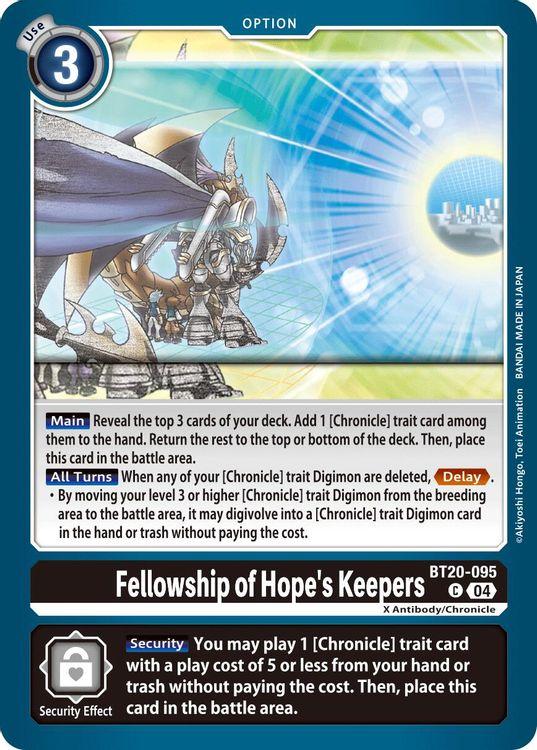 OPTION
Use
3
Main Reveal the top 3 cards of your deck. Add 1 [Chronicle] trait card among
them to the hand. Return the rest to the top or bottom of the deck. Then, place
this card in the battle area.
All Turns When any of your [Chronicle] trait Digimon are deleted, Delay.
・By moving your level 3 or higher [Chronicle] trait Digimon from the breeding
area to the battle area, it may digivolve into a [Chronicle] trait Digimon card
in the hand or trash without paying the cost.
©Akiyoshi Hongo, Toei Animation BANDAI MADE IN JAPAN
Fellowship of Hope's Keepers
BT20-095
C 04
X Antibody/Chronicle
Security Effect
Security You may play 1 [Chronicle] trait card
with a play cost of 5 or less from your hand or
trash without paying the cost. Then, place this
card in the battle area.